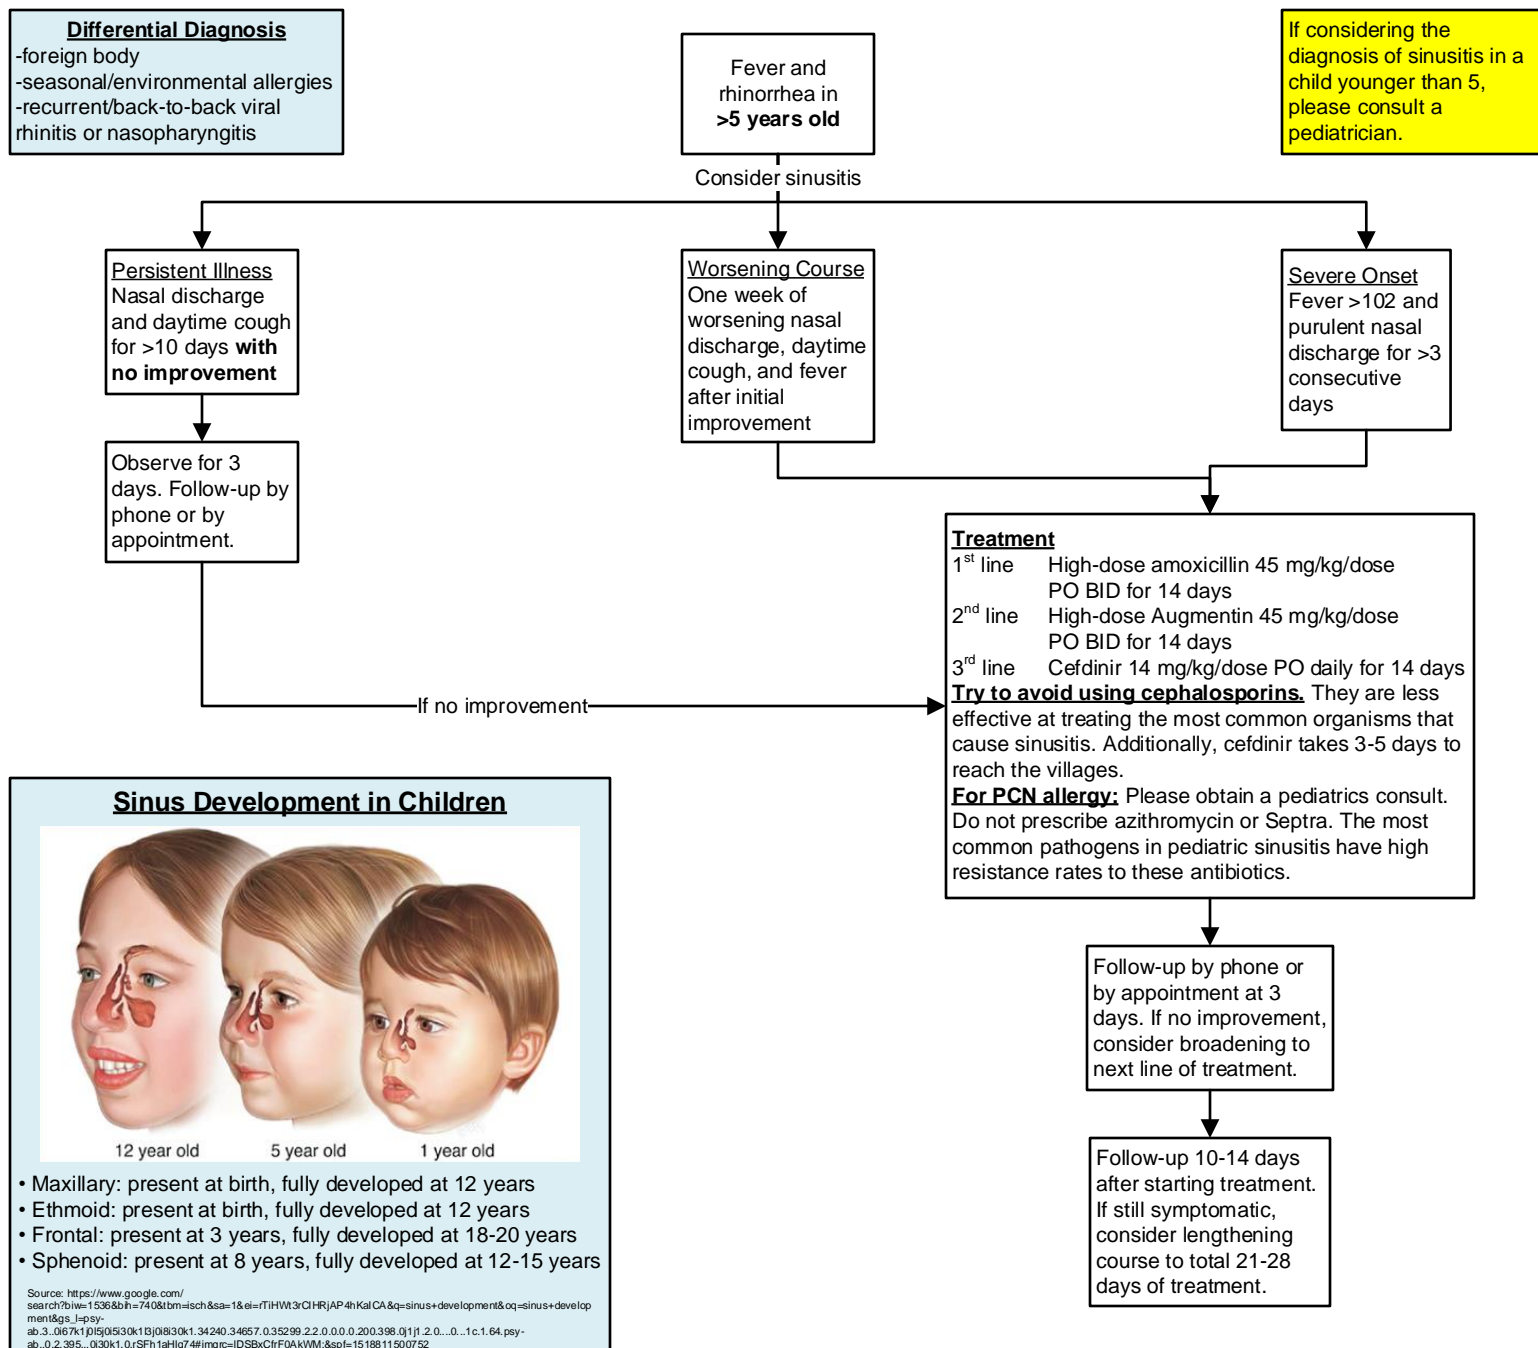 Differential Diagnosis
-foreign body
-seasonal/environmental allergies
-recurrent/back-to-back viral
rhinitis or nasopharyngitis
Fever and
rhinorrhea in
>5 years old
If considering the
diagnosis of sinusitis in a
child younger than 5,
please consult a
pediatrician.
Consider sinusitis
Persistent Illness
Nasal discharge
and daytime cough
for >10 days with
no improvement
Worsening Course
One week of
worsening nasal
discharge, daytime
cough, and fever
after initial
improvement
Severe Onset
Fever >102 and
purulent nasal
discharge for >3
consecutive
days
Observe for 3
days. Follow-up by
phone or by
appointment.
If no improvement
Treatment
1st line High-dose amoxicillin 45 mg/kg/dose
PO BID for 14 days
2nd line High-dose Augmentin 45 mg/kg/dose
PO BID for 14 days
3rd line Cefdinir 14 mg/kg/dose PO daily for 14 days
Try to avoid using cephalosporins. They are less
effective at treating the most common organisms that
cause sinusitis. Additionally, cefdinir takes 3-5 days to
reach the villages.
For PCN allergy: Please obtain a pediatrics consult.
Do not prescribe azithromycin or Septra. The most
common pathogens in pediatric sinusitis have high
resistance rates to these antibiotics.
Follow-up by phone or
by appointment at 3
days. If no improvement,
consider broadening to
next line of treatment.
Follow-up 10-14 days
after starting treatment.
If still symptomatic,
consider lengthening
course to total 21-28
days of treatment.
Sinus Development in Children
12 year old 5 year old 1 year old
• Maxillary: present at birth, fully developed at 12 years
• Ethmoid: present at birth, fully developed at 12 years
• Frontal: present at 3 years, fully developed at 18-20 years
• Sphenoid: present at 8 years, fully developed at 12-15 years
Source: https://www.google.com/